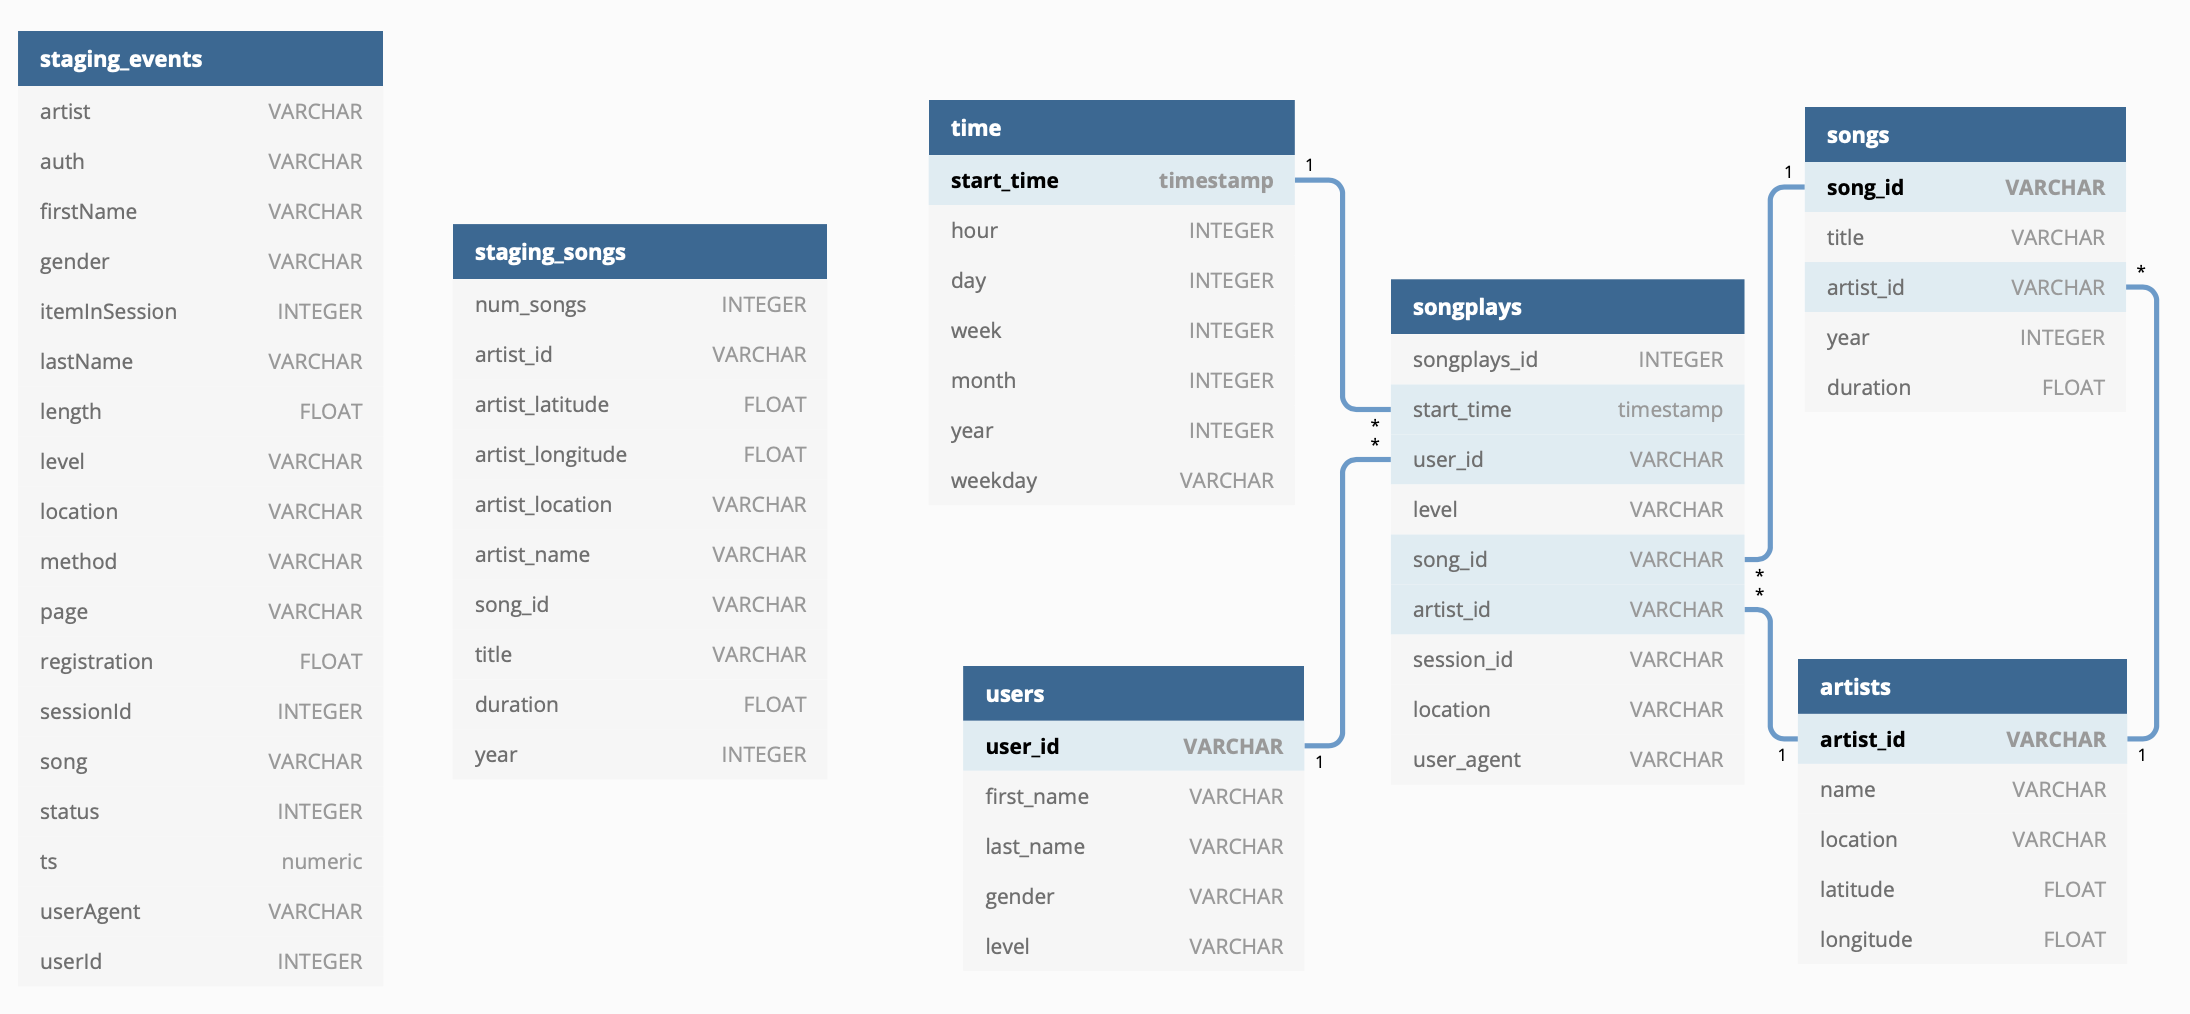 staging_events
artist VARCHAR
auth VARCHAR
firstName VARCHAR
gender VARCHAR
itemInSession INTEGER
lastName VARCHAR
length FLOAT
level VARCHAR
location VARCHAR
method VARCHAR
page VARCHAR
registration FLOAT
sessionId INTEGER
song VARCHAR
status INTEGER
ts numeric
userAgent VARCHAR
userId INTEGER
staging_songs
num_songs INTEGER
artist_id VARCHAR
artist_latitude FLOAT
artist_longitude FLOAT
artist_location VARCHAR
artist_name VARCHAR
song_id VARCHAR
title VARCHAR
duration FLOAT
year INTEGER
time
start_time timestamp
hour INTEGER
day INTEGER
week INTEGER
month INTEGER
year INTEGER
weekday VARCHAR
1
users
user_id VARCHAR
first_name VARCHAR
last_name VARCHAR
gender VARCHAR
level VARCHAR
1
*
*
songplays
songplays_id INTEGER
start_time timestamp
user_id VARCHAR
level VARCHAR
song_id VARCHAR
artist_id VARCHAR
session_id VARCHAR
location VARCHAR
user_agent VARCHAR
*
*
1
songs
song_id VARCHAR
title VARCHAR
artist_id VARCHAR
year INTEGER
duration FLOAT
*
1
artists
artist_id VARCHAR
name VARCHAR
location VARCHAR
latitude FLOAT
longitude FLOAT
1